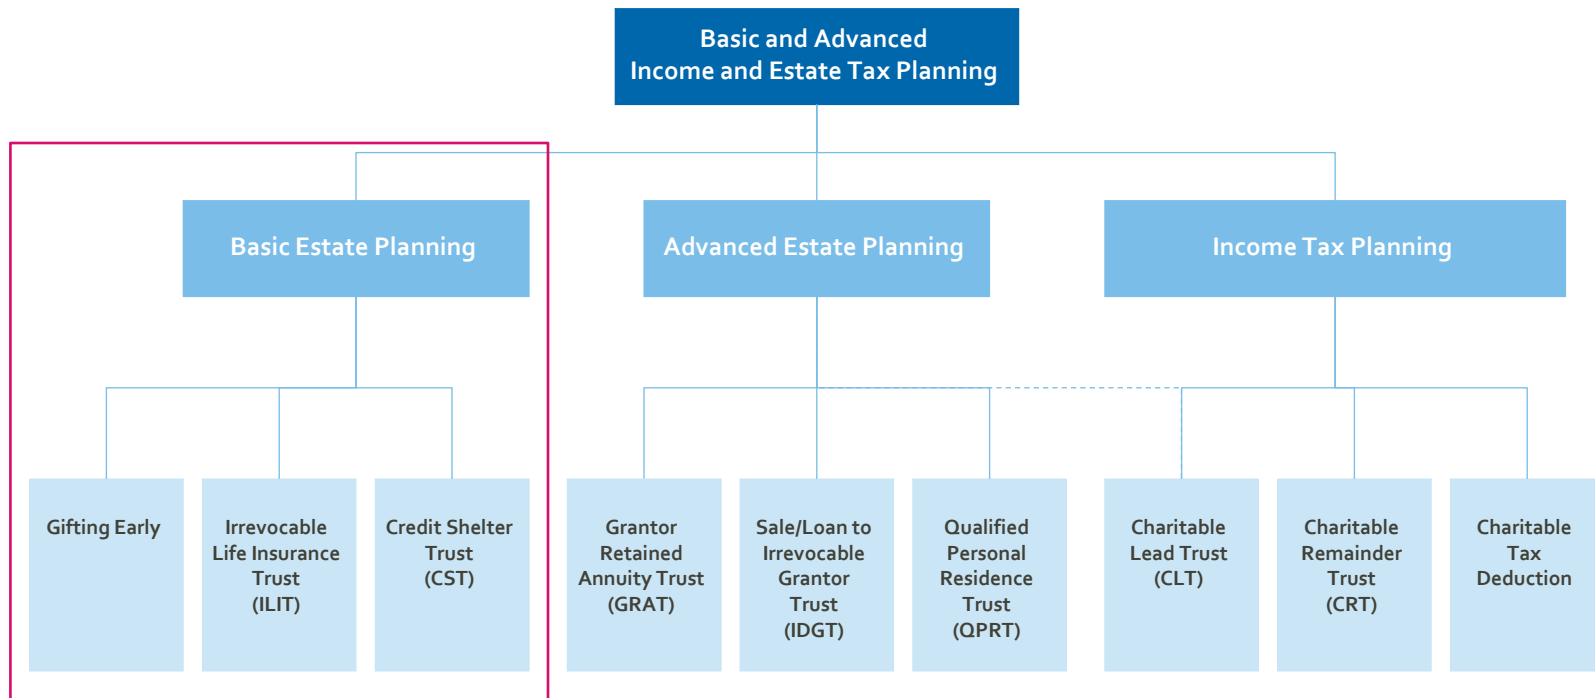 Basic and Advanced
Income and Estate Tax Planning
Basic Estate Planning
Advanced Estate Planning
Income Tax Planning
Gifting Early
Irrevocable
Life Insurance
Trust
(ILIT)
Credit Shelter
Trust
(CST)
Grantor
Retained
Annuity Trust
(GRAT)
Sale/Loan to
Irrevocable
Grantor
Trust
(IDGT)
Qualified
Personal
Residence
Trust
(QPRT)
Charitable
Lead Trust
(CLT)
Charitable
Remainder
Trust
(CRT)
Charitable
Tax
Deduction